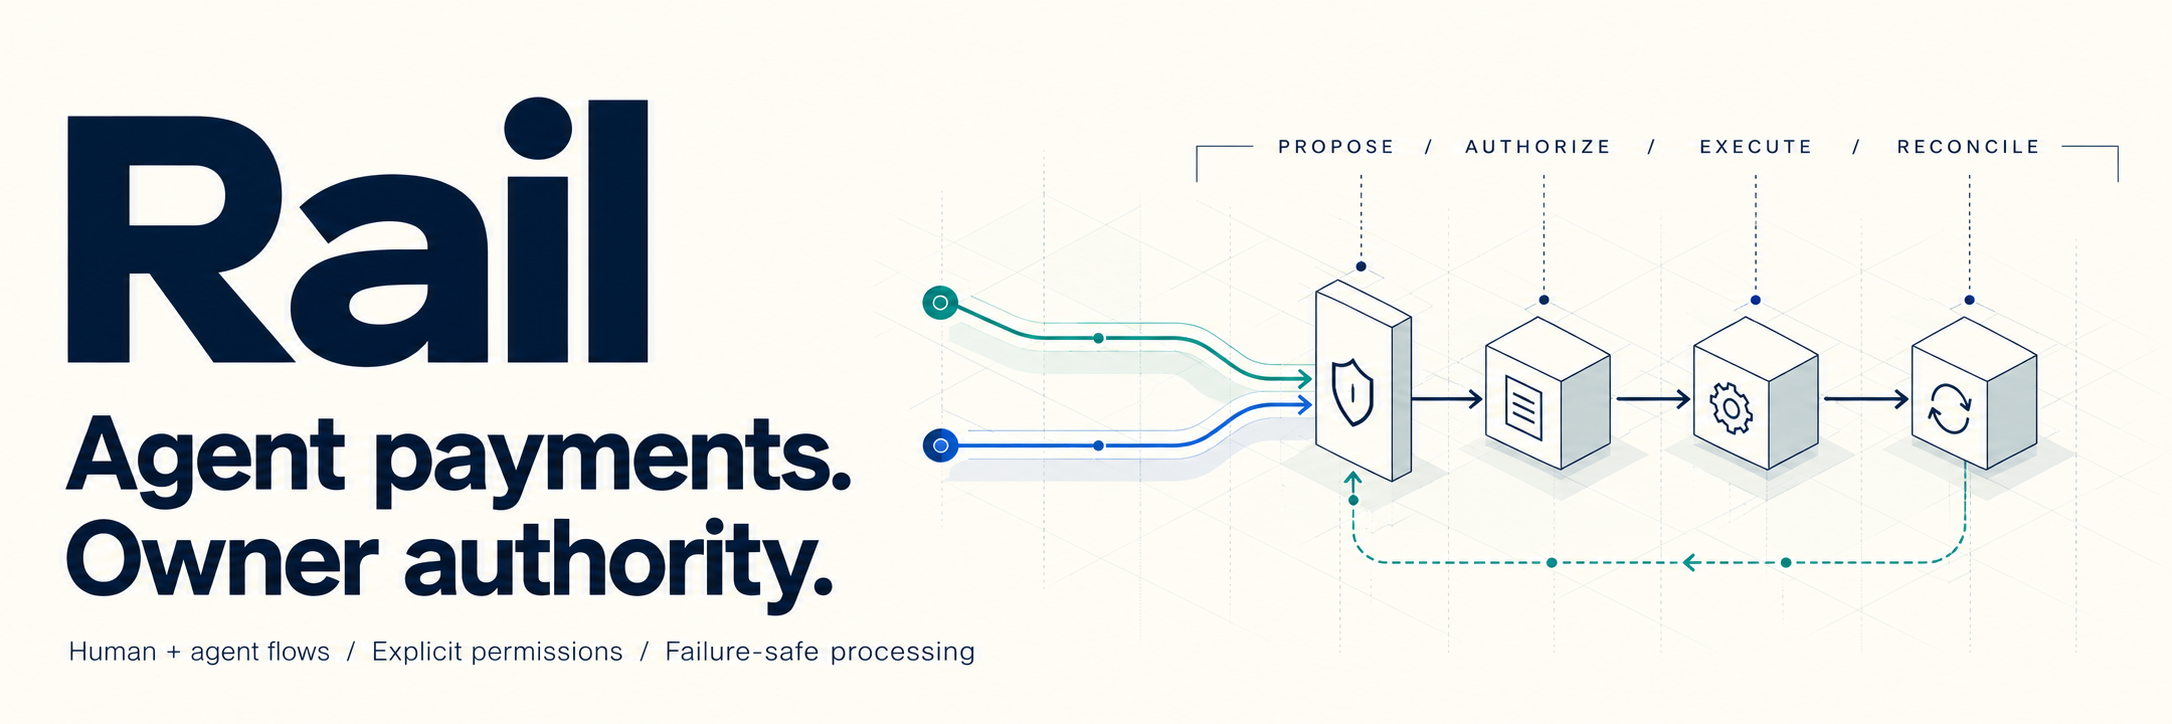 Rail
Agent payments.
Owner authority.
Human + agent flows / Explicit permissions / Failure-safe processing
PROPOSE / AUTHORIZE / EXECUTE / RECONCILE